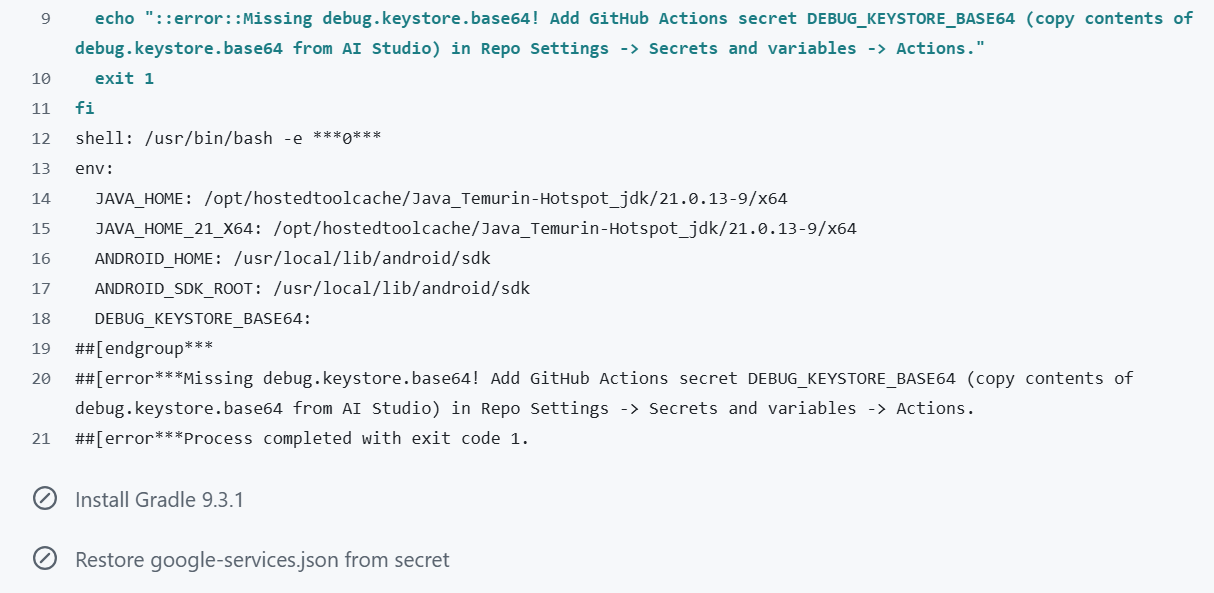 9 echo "::error::Missing debug.keystore.base64! Add GitHub Actions secret DEBUG_KEYSTORE_BASE64 (copy contents of
debug.keystore.base64 from AI Studio) in Repo Settings -> Secrets and variables -> Actions."
10 exit 1
11 fi
12 shell: /usr/bin/bash -e ***0***
13 env:
14 JAVA_HOME: /opt/hostedtoolcache/Java_Temurin-Hotspot_jdk/21.0.13-9/x64
15 JAVA_HOME_21_X64: /opt/hostedtoolcache/Java_Temurin-Hotspot_jdk/21.0.13-9/x64
16 ANDROID_HOME: /usr/local/lib/android/sdk
17 ANDROID_SDK_ROOT: /usr/local/lib/android/sdk
18 DEBUG_KEYSTORE_BASE64:
19 ##[endgroup***
20 ##[error***Missing debug.keystore.base64! Add GitHub Actions secret DEBUG_KEYSTORE_BASE64 (copy contents of
debug.keystore.base64 from AI Studio) in Repo Settings -> Secrets and variables -> Actions.
21 ##[error***Process completed with exit code 1.
Install Gradle 9.3.1
Restore google-services.json from secret